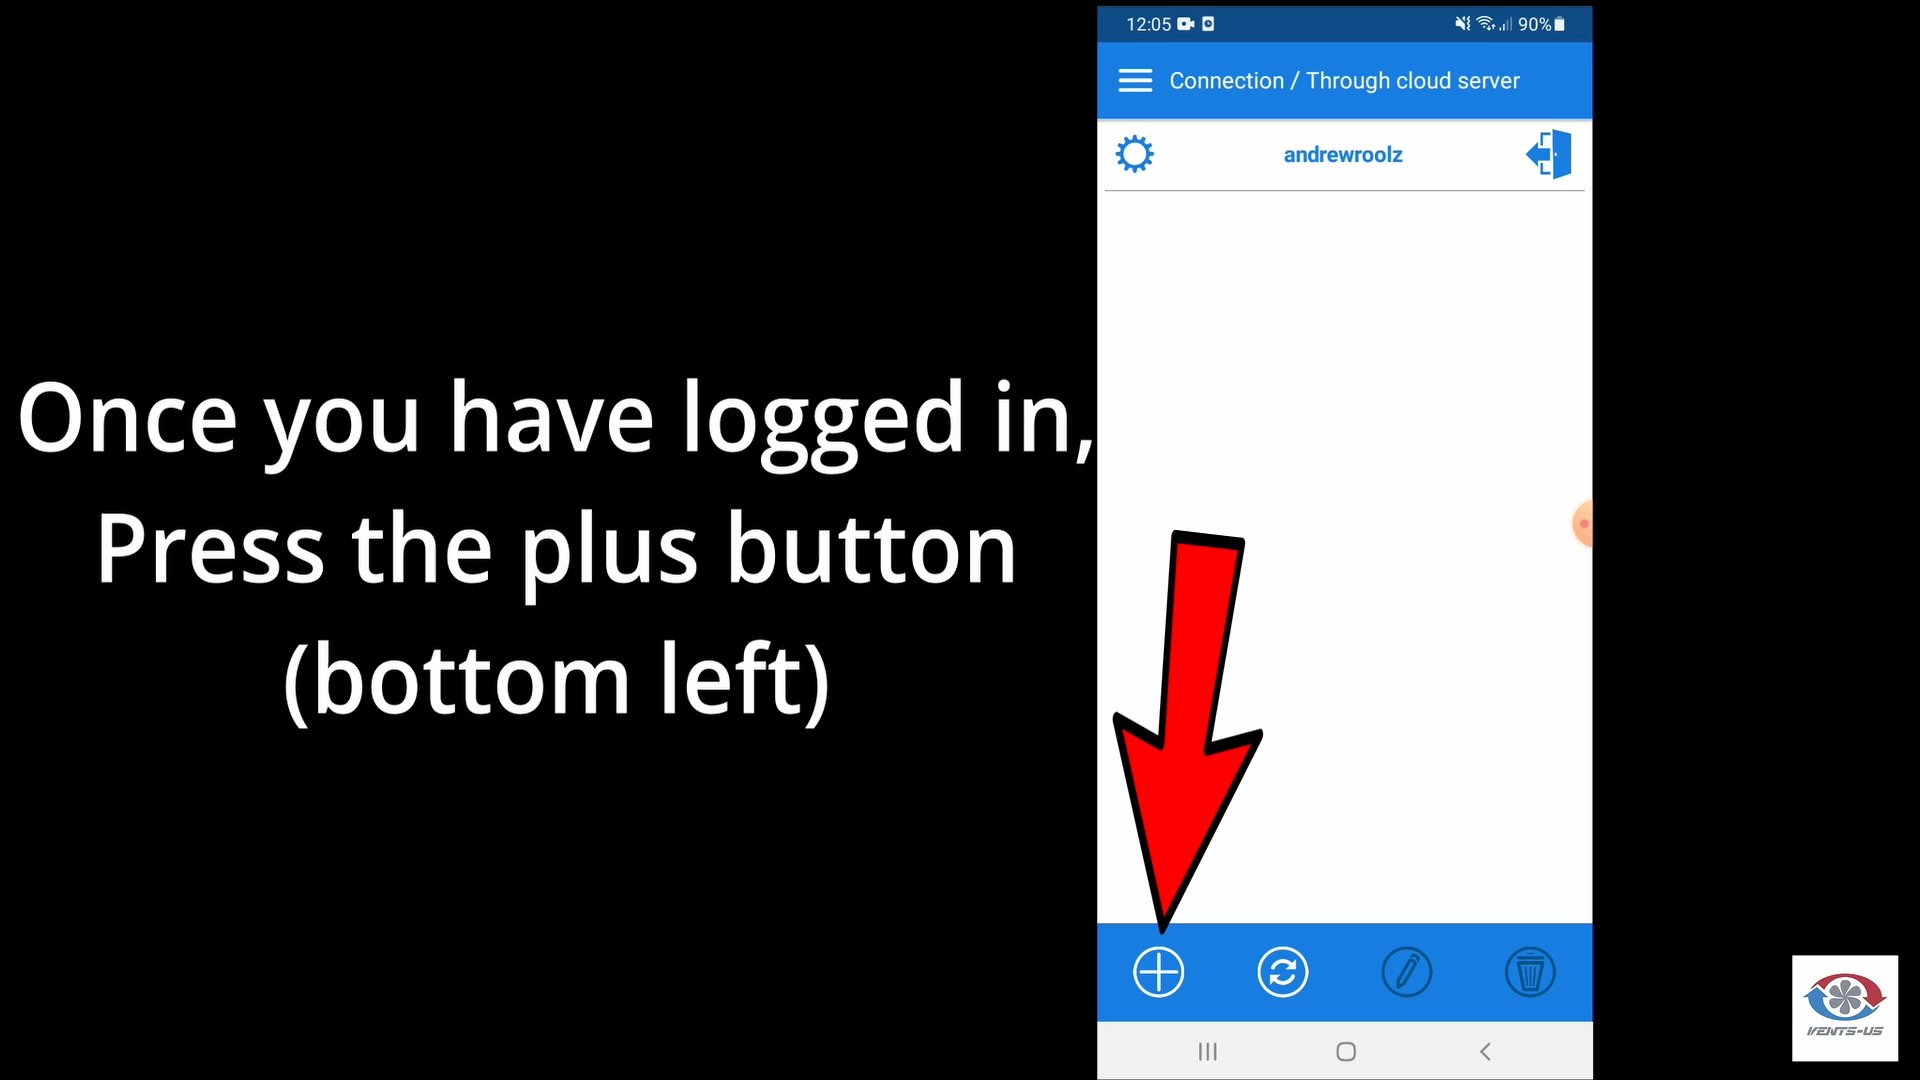 12:05
90%
Connection / Through cloud server
andrewroolz
Once you have logged in,
Press the plus button
(bottom left)
VENTS-US